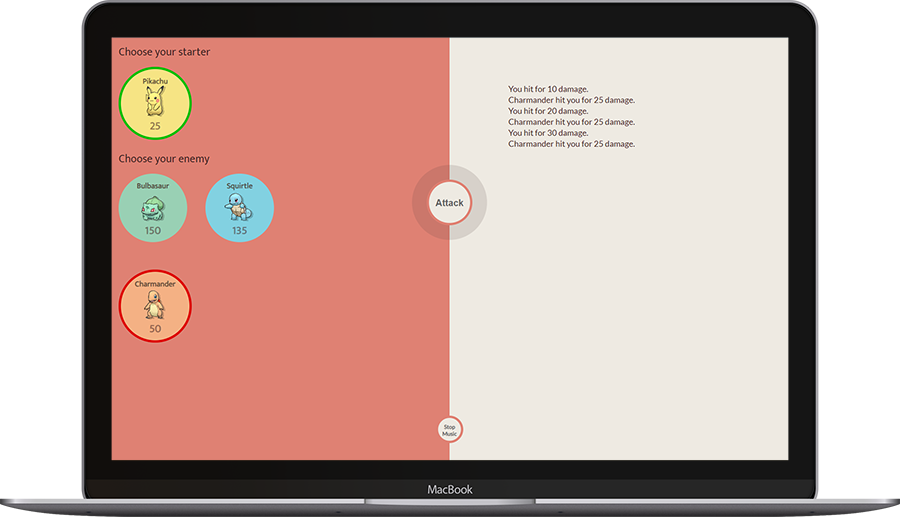 Choose your starter
Pikachu
25
Choose your enemy
Bulbasaur
150
Squirtle
135
Charmander
50
You hit for 10 damage.
Charmander hit you for 25 damage.
You hit for 20 damage.
Charmander hit you for 25 damage.
You hit for 30 damage.
Charmander hit you for 25 damage.
Attack
Stop
Music
MacBook